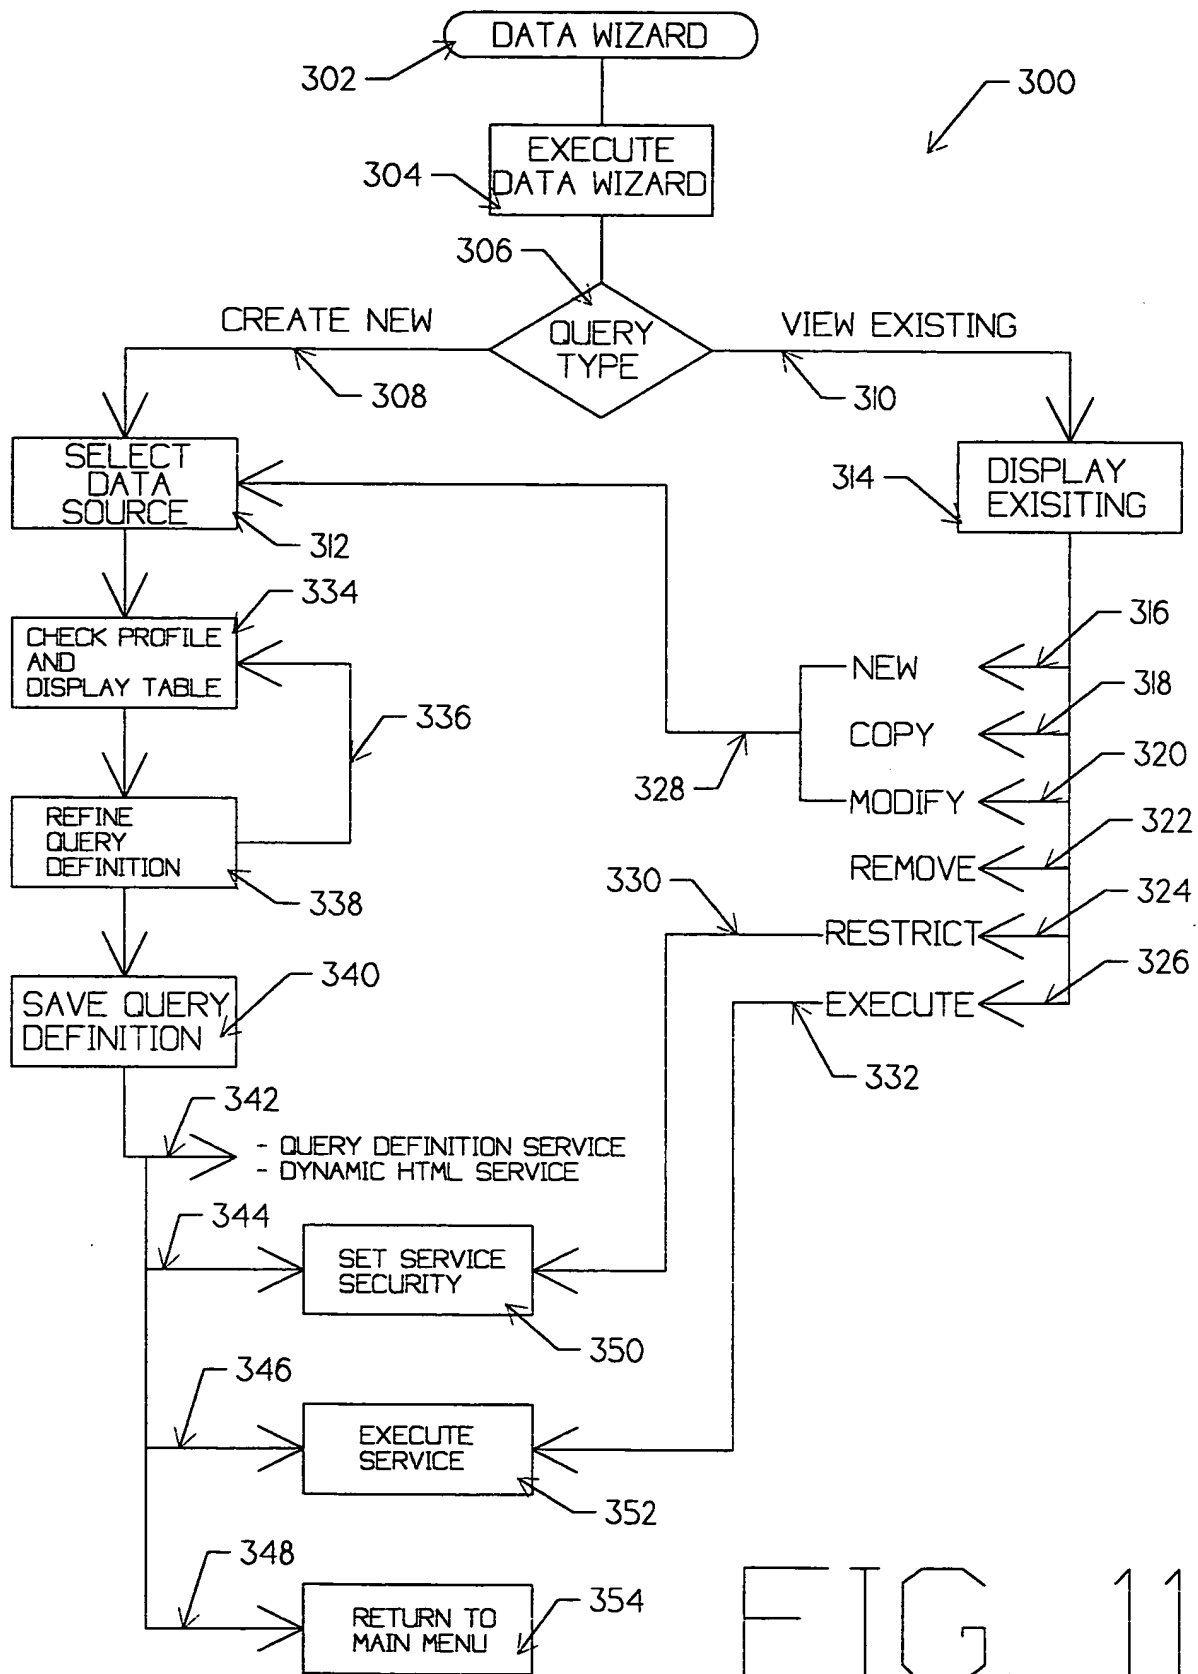 DATA WIZARD
302
300
EXECUTE
DATA WIZARD
304
306
CREATE NEW
QUERY
TYPE
VIEW EXISTING
308
310
SELECT
DATA
SOURCE
312
314
DISPLAY
EXISITING
334
CHECK PROFILE
AND
DISPLAY TABLE
336
316
NEW
318
COPY
320
328
MODIFY
322
REMOVE
REFINE
QUERY
DEFINITION
338
330
324
RESTRICT
326
EXECUTE
332
340
SAVE QUERY
DEFINITION
342
- QUERY DEFINITION SERVICE
- DYNAMIC HTML SERVICE
344
SET SERVICE
SECURITY
350
346
EXECUTE
SERVICE
352
348
RETURN TO
MAIN MENU
354
FIG. 11